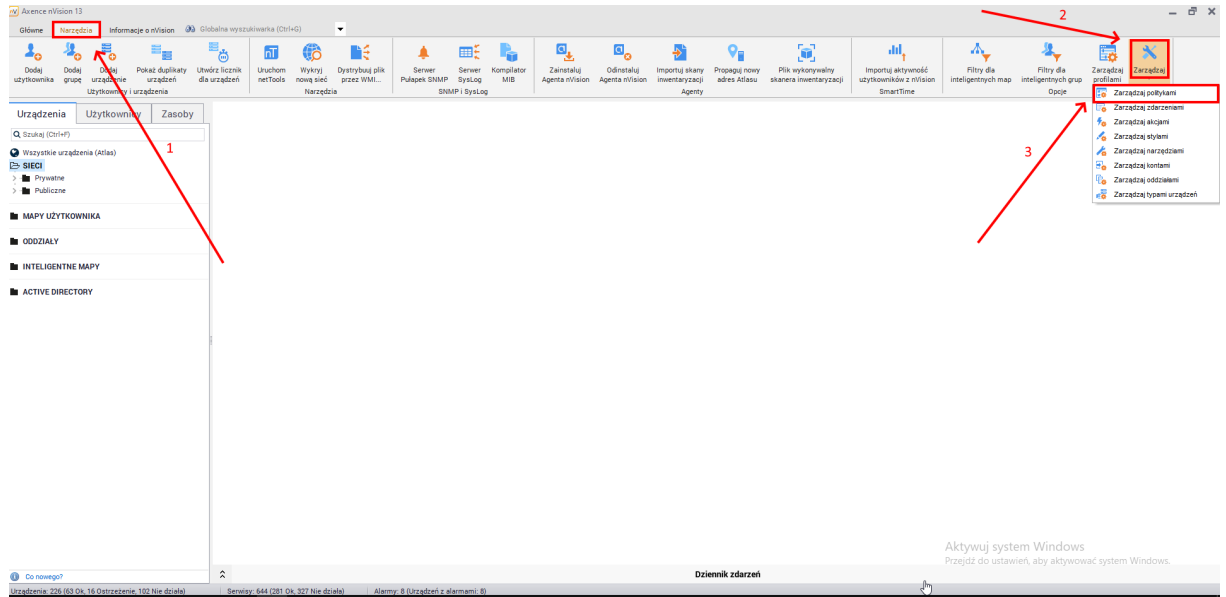 nV Axence nVision 13
Główne Narzędzia Informacje o nVision Globalna wyszukiwarka (Ctrl+G)
2
Dodaj użytkownika
Dodaj grupę
Dodaj urządzenie
Pokaż duplikaty urządzeń
Użytkownicy i urządzenia
Utwórz licznik dla urządzeń
Uruchom netTools
Wykryj nową sieć
Dystrybuuj plik przez WMI...
Narzędzia
Serwer Pułapek SNMP
Serwer SysLog
Kompilator MIB
SNMP i SysLog
Zainstaluj Agenta nVision
Odinstaluj Agenta nVision
Importuj skany inwentaryzacji
Propaguj nowy adres Atlasu
Plik wykonywalny skanera inwentaryzacji
Agenty
Importuj aktywność użytkowników z nVision
SmartTime
Filtry dla inteligentnych map
Filtry dla inteligentnych grup
Zarządzaj profilami
Zarządzaj
Opcje
Zarządzaj politykami
Zarządzaj zdarzeniami
Zarządzaj akcjami
Zarządzaj stylami
Zarządzaj narzędziami
Zarządzaj kontami
Zarządzaj oddziałami
Zarządzaj typami urządzeń
3
Urządzenia Użytkownicy Zasoby
Szukaj (Ctrl+F)
1
Wszystkie urządzenia (Atlas)
SIECI
Prywatne
Publiczne
MAPY UŻYTKOWNIKA
ODDZIAŁY
INTELIGENTNE MAPY
ACTIVE DIRECTORY
Aktywuj system Windows
Przejdź do ustawień, aby aktywować system Windows.
Co nowego?
Dziennik zdarzeń
Urządzenia: 226 (63 Ok, 16 Ostrzeżenie, 102 Nie działa) Serwisy: 644 (281 Ok, 327 Nie działa) Alarmy: 8 (Urządzeń z alarmami: 8)